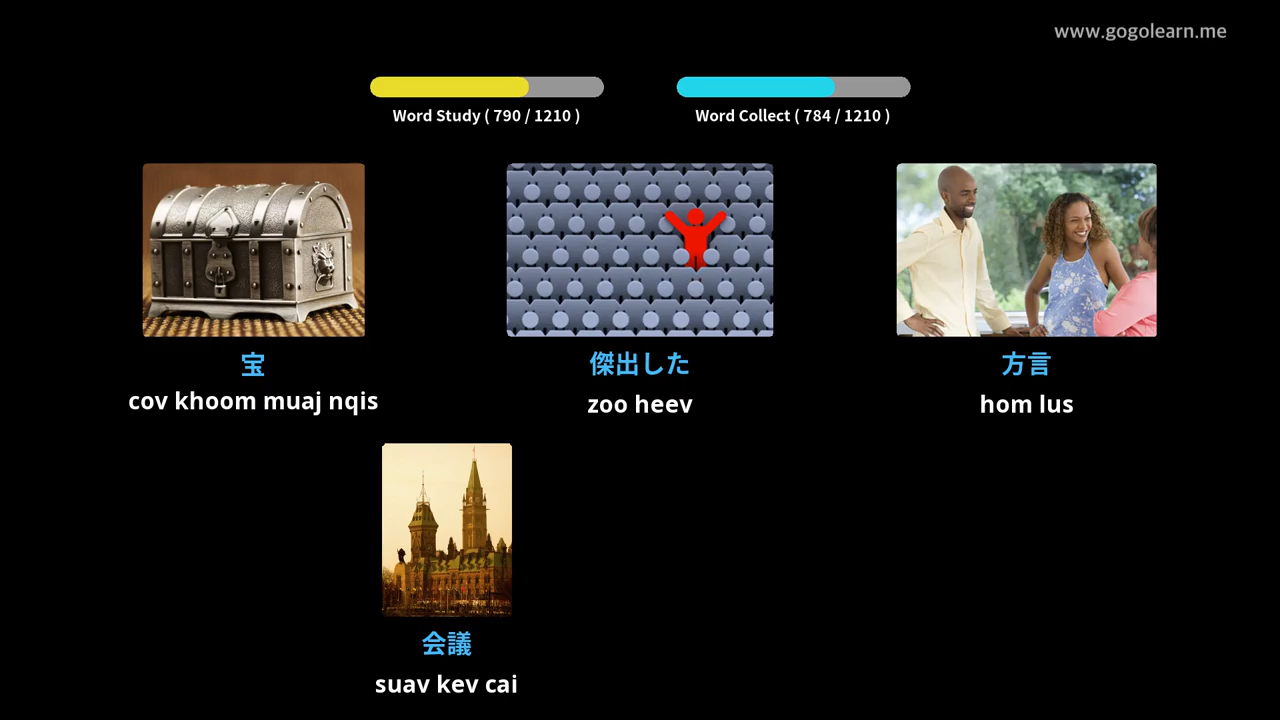 www.gogolearn.me
Word Study ( 790 / 1210 )
Word Collect ( 784 / 1210 )
宝
cov khoom muaj nqis
傑出した
zoo heev
方言
hom lus
会議
suav kev cai